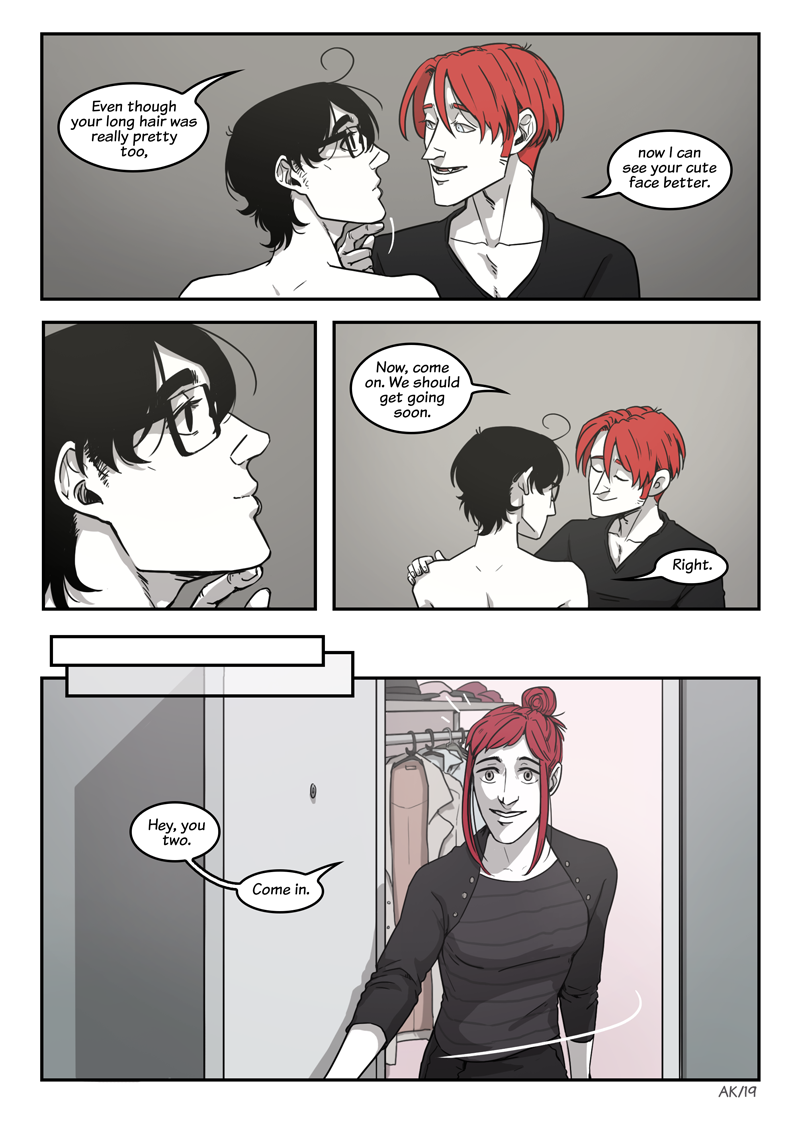 Even though
your long hair was
really pretty
too,
now I can
see your cute
face better.
Now, come
on. We should
get going
soon.
Right.
Hey, you
two.
Come in.
AK/19